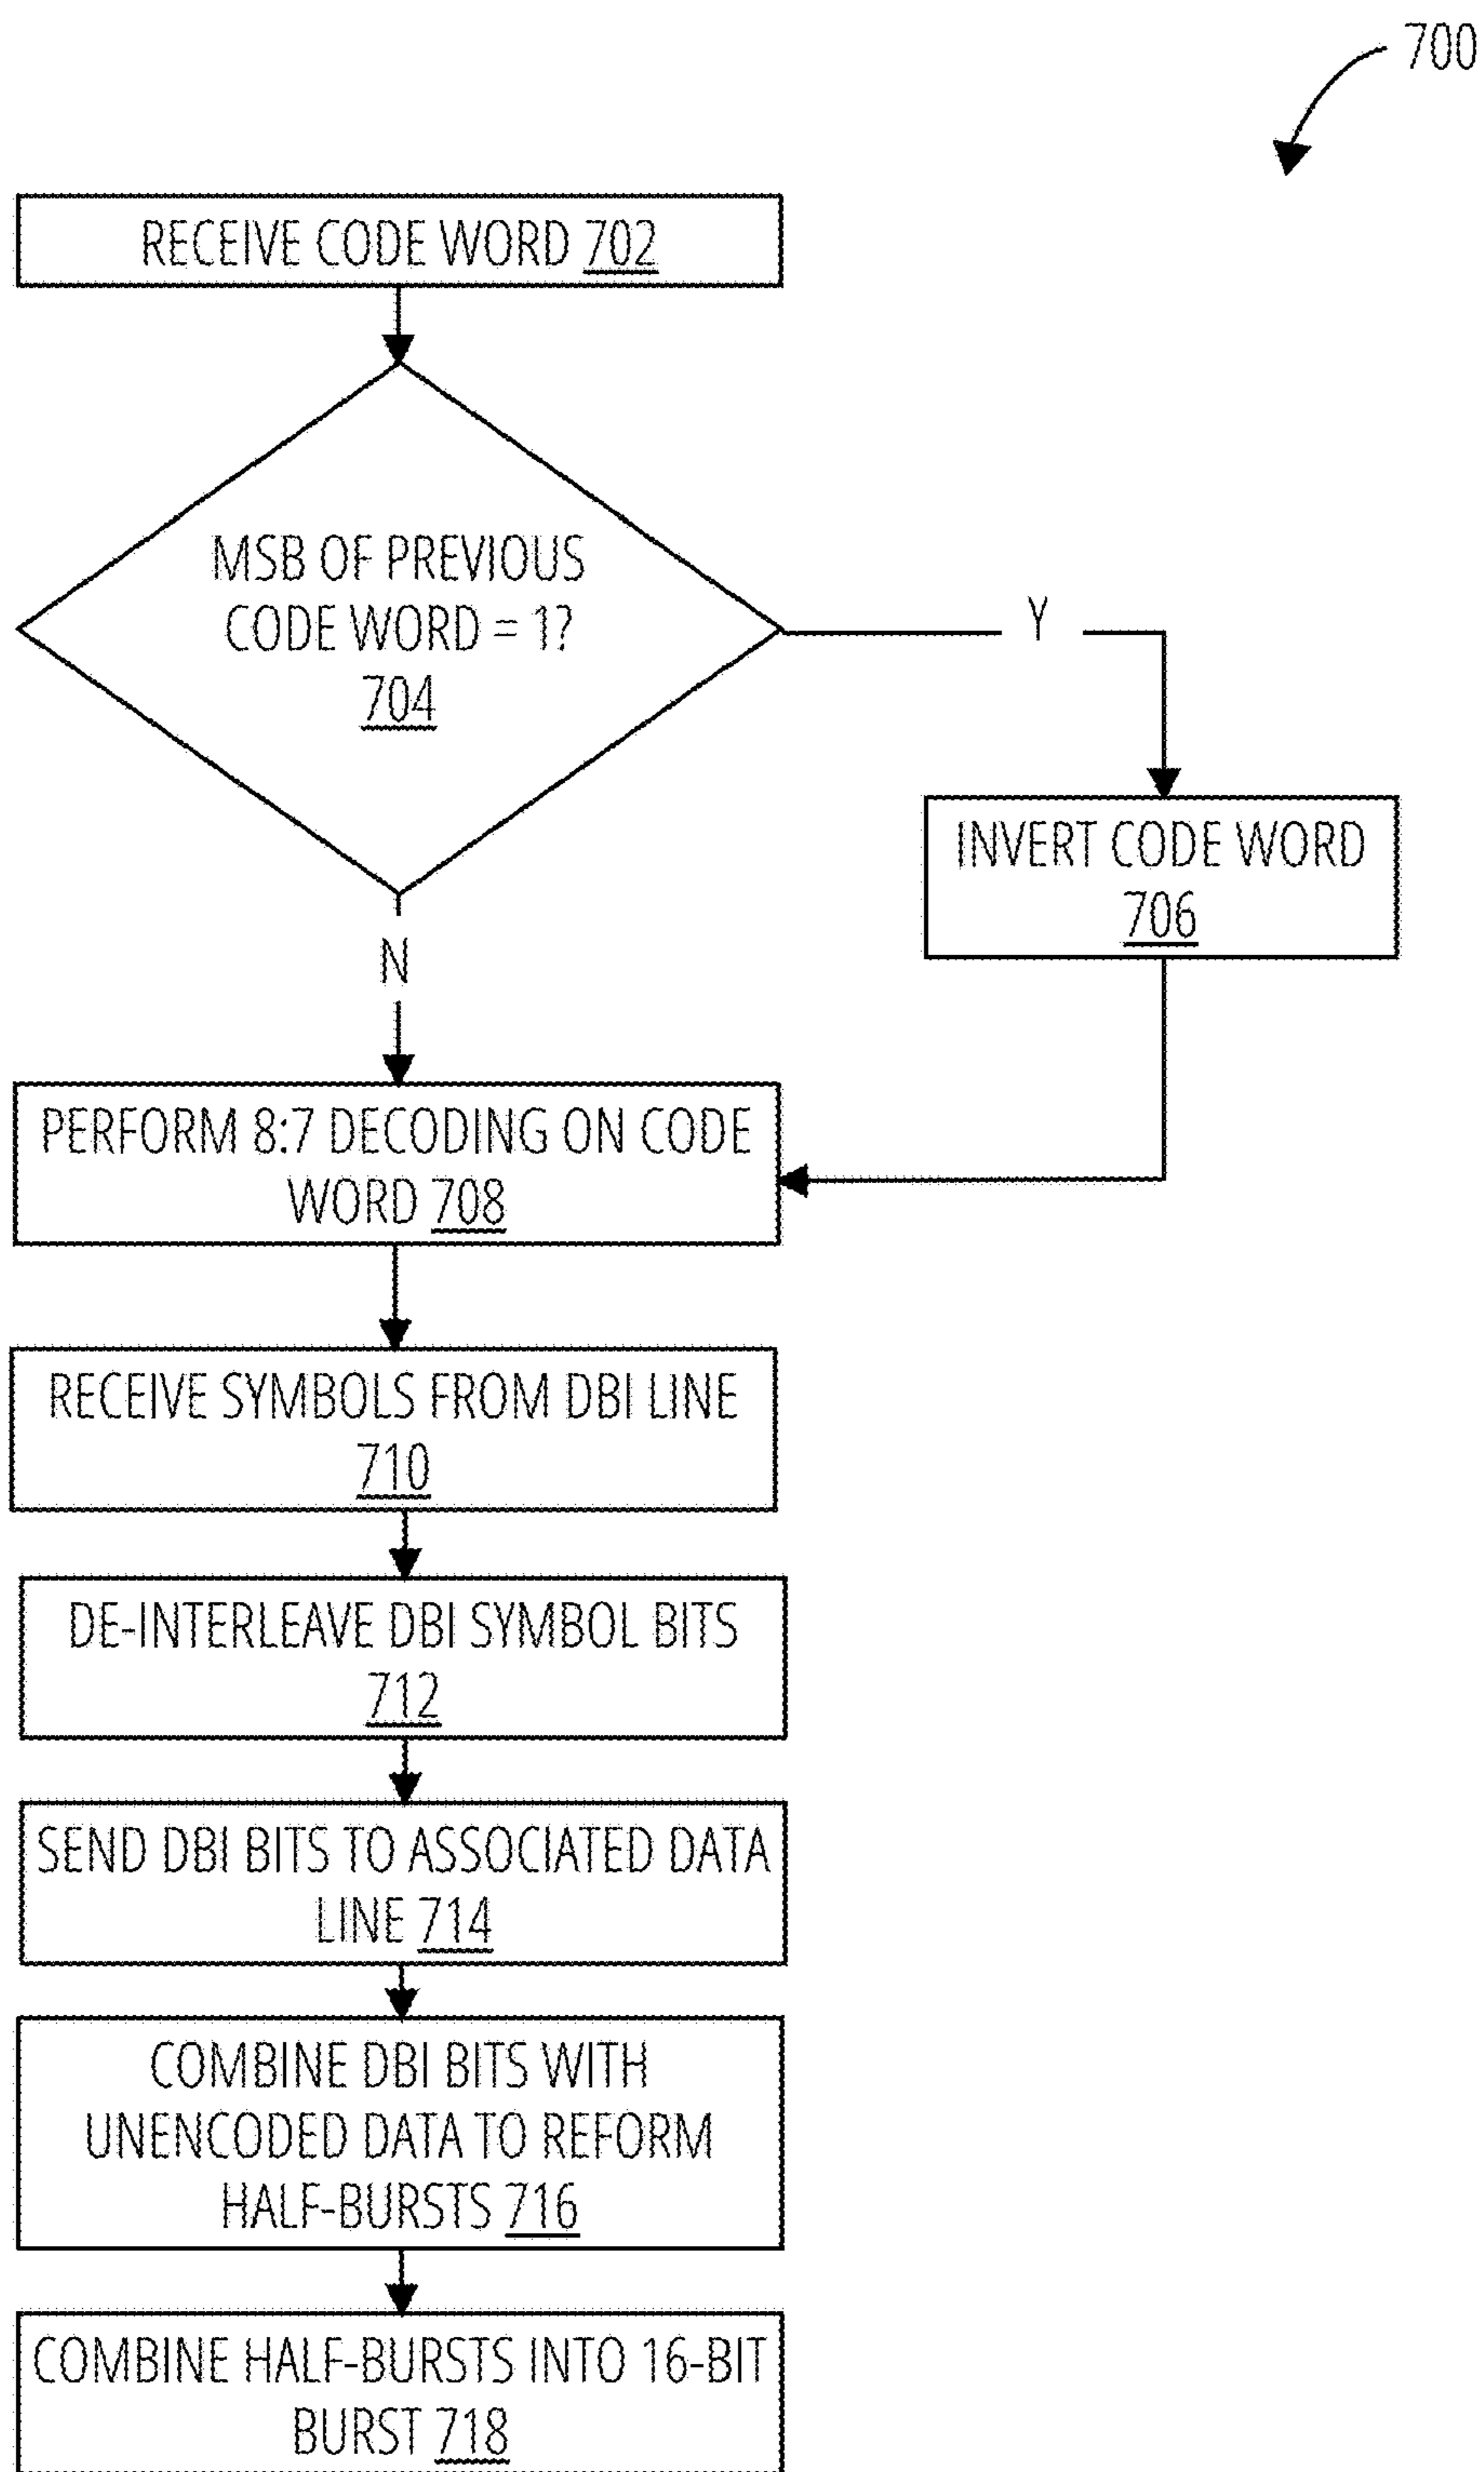 700
RECEIVE CODE WORD 702
MSB OF PREVIOUS
CODE WORD = 1?
704
Y
INVERT CODE WORD
706
N
PERFORM 8:7 DECODING ON CODE
WORD 708
RECEIVE SYMBOLS FROM DBI LINE
710
DE-INTERLEAVE DBI SYMBOL BITS
712
SEND DBI BITS TO ASSOCIATED DATA
LINE 714
COMBINE DBI BITS WITH
UNENCODED DATA TO REFORM
HALF-BURSTS 716
COMBINE HALF-BURSTS INTO 16-BIT
BURST 718